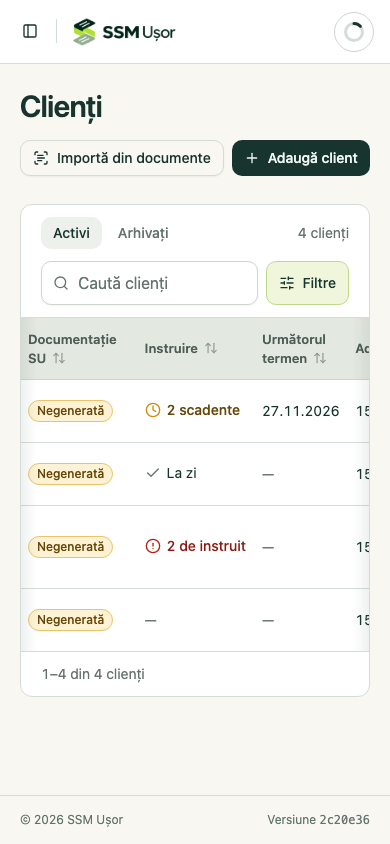 SSM Ușor
Clienți
Importă din documente
Adaugă client
Activi
Arhivați
4 clienți
Caută clienți
Filtre
Documentație SU
Instruire
Următorul termen
Negenerată
2 scadente
27.11.2026
15
Negenerată
La zi
—
15
Negenerată
2 de instruit
—
15
Negenerată
—
—
15
1–4 din 4 clienți
© 2026 SSM Ușor
Versiune 2c20e36